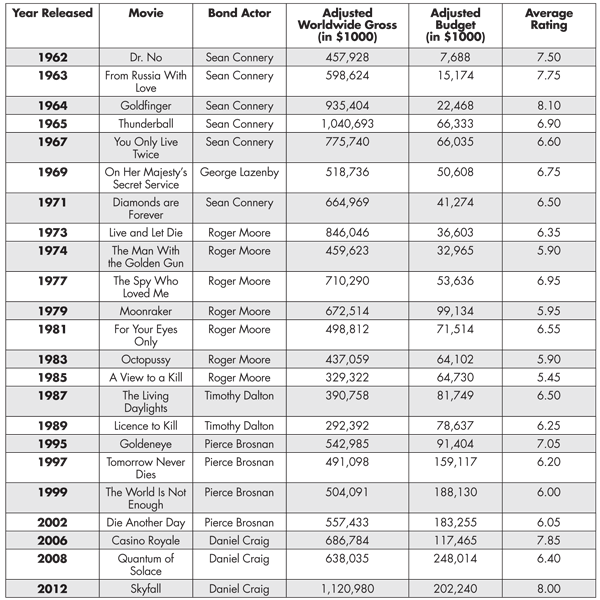 Year Released Movie Bond Actor Adjusted Worldwide Gross (in $1000) Adjusted Budget (in $1000) Average Rating
1962 Dr. No Sean Connery 457,928 7,688 7.50
1963 From Russia With Love Sean Connery 598,624 15,174 7.75
1964 Goldfinger Sean Connery 935,404 22,468 8.10
1965 Thunderball Sean Connery 1,040,693 66,333 6.90
1967 You Only Live Twice Sean Connery 775,740 66,035 6.60
1969 On Her Majesty's Secret Service George Lazenby 518,736 50,608 6.75
1971 Diamonds are Forever Sean Connery 664,969 41,274 6.50
1973 Live and Let Die Roger Moore 846,046 36,603 6.35
1974 The Man With the Golden Gun Roger Moore 459,623 32,965 5.90
1977 The Spy Who Loved Me Roger Moore 710,290 53,636 6.95
1979 Moonraker Roger Moore 672,514 99,134 5.95
1981 For Your Eyes Only Roger Moore 498,812 71,514 6.55
1983 Octopussy Roger Moore 437,059 64,102 5.90
1985 A View to a Kill Roger Moore 329,322 64,730 5.45
1987 The Living Daylights Timothy Dalton 390,758 81,749 6.50
1989 Licence to Kill Timothy Dalton 292,392 78,637 6.25
1995 Goldeneye Pierce Brosnan 542,985 91,404 7.05
1997 Tomorrow Never Dies Pierce Brosnan 491,098 159,117 6.20
1999 The World Is Not Enough Pierce Brosnan 504,091 188,130 6.00
2002 Die Another Day Pierce Brosnan 557,433 183,255 6.05
2006 Casino Royale Daniel Craig 686,784 117,465 7.85
2008 Quantum of Solace Daniel Craig 638,035 248,014 6.40
2012 Skyfall Daniel Craig 1,120,980 202,240 8.00